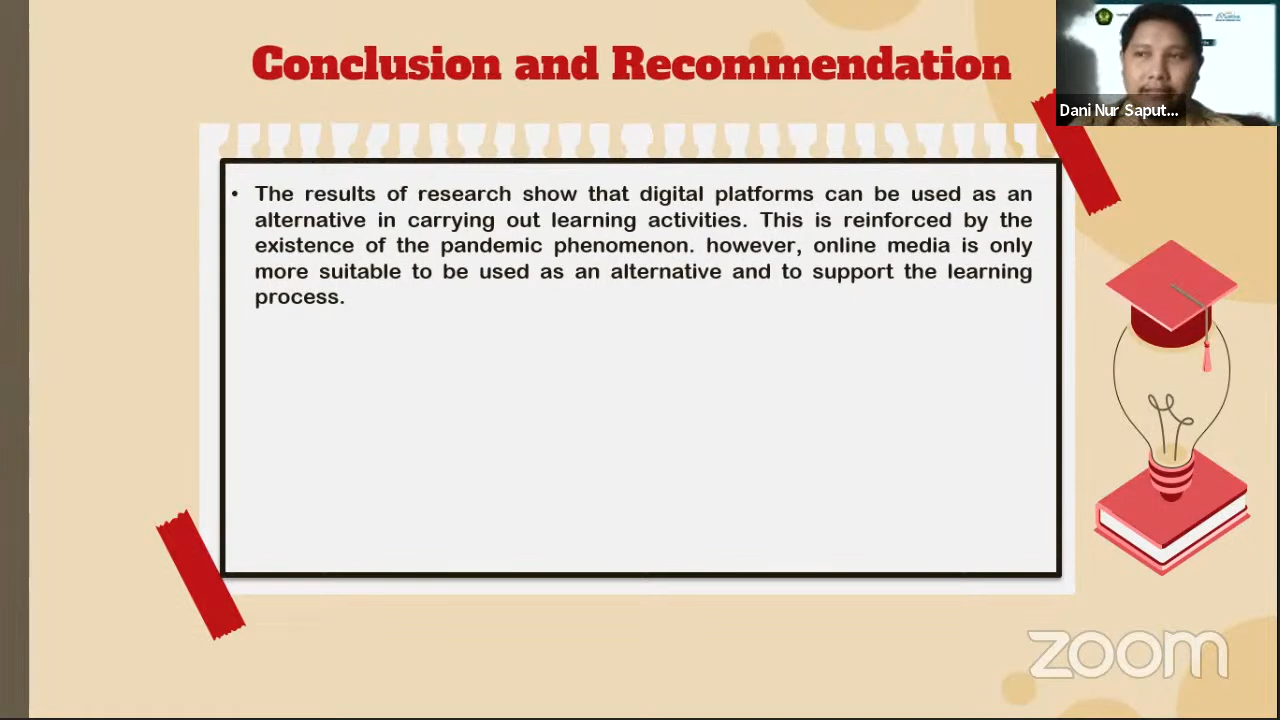 Conclusion and Recommendation
Dani Nur Saput...
• The results of research show that digital platforms can be used as an
alternative in carrying out learning activities. This is reinforced by the
existence of the pandemic phenomenon. however, online media is only
more suitable to be used as an alternative and to support the learning
process.
zoom